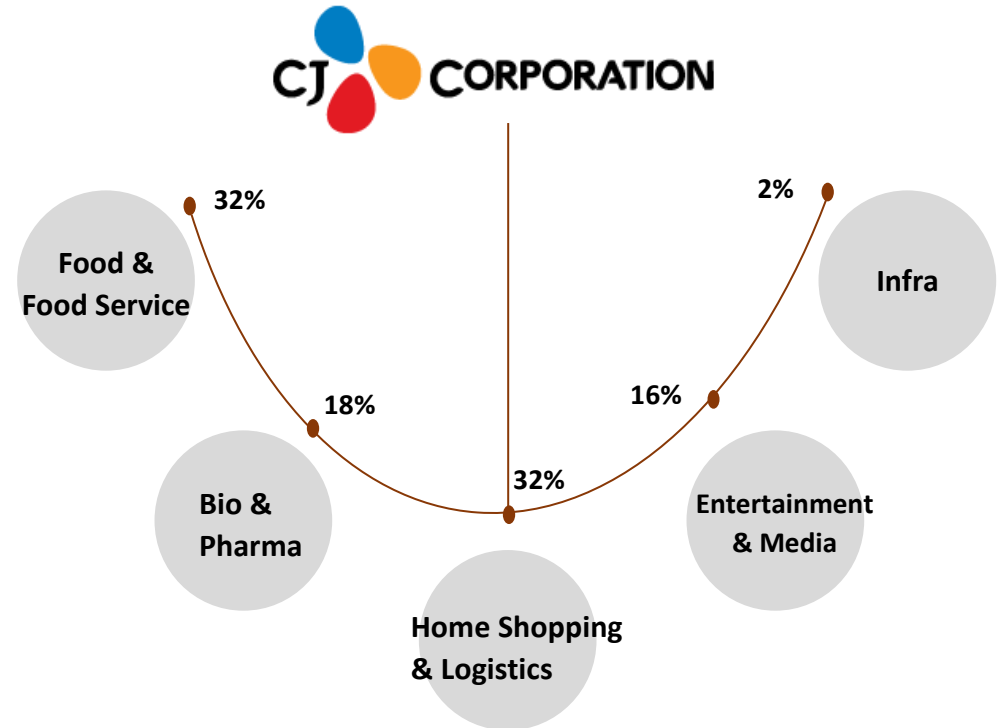 CJ CORPORATION
32%
2%
Food &
Food Service
Infra
18%
16%
32%
Bio &
Pharma
Entertainment
& Media
Home Shopping
& Logistics